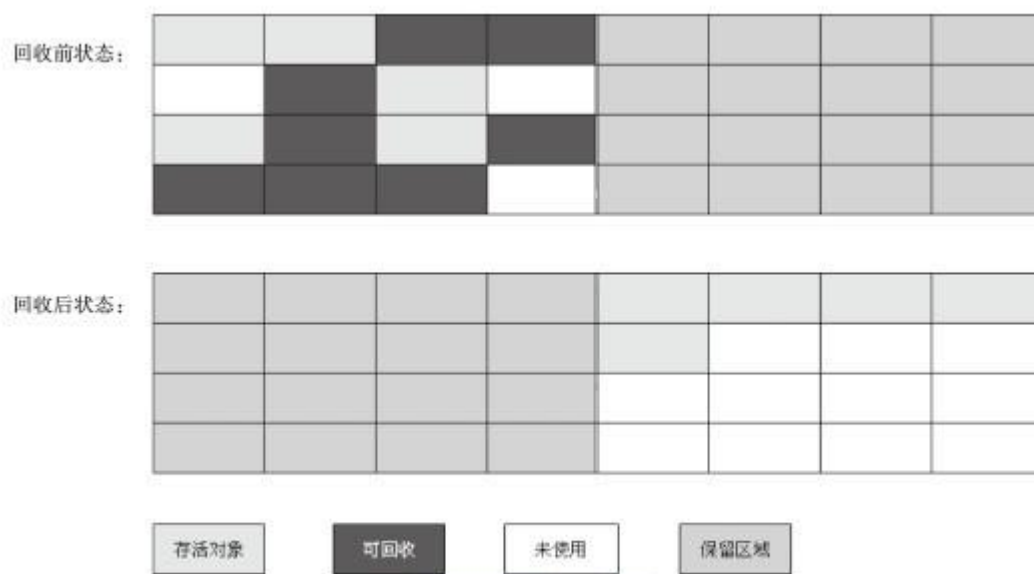 回收前状态：
回收后状态：
存活对象
可回收
未使用
保留区域